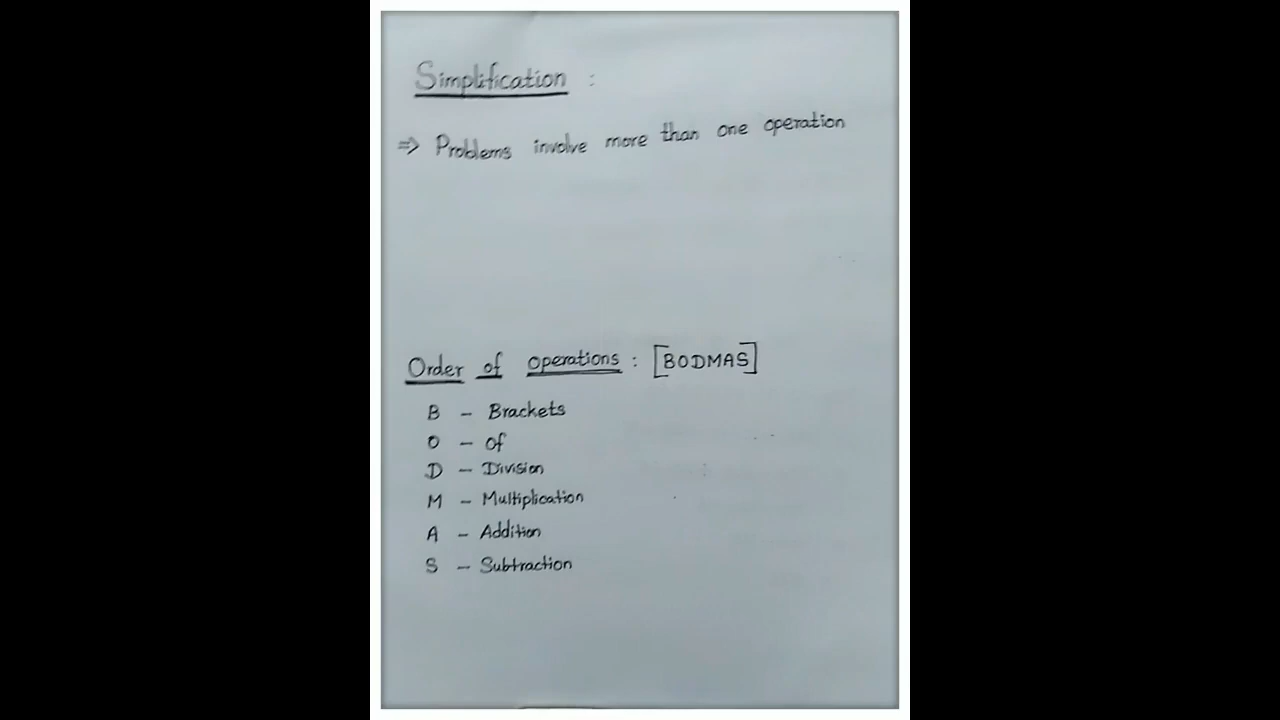 Simplification :
⇒ Problems involve more than one operation
Order of operations : [BODMAS]
B - Brackets
O - Of
D - Division
M - Multiplication
A - Addition
S - Subtraction